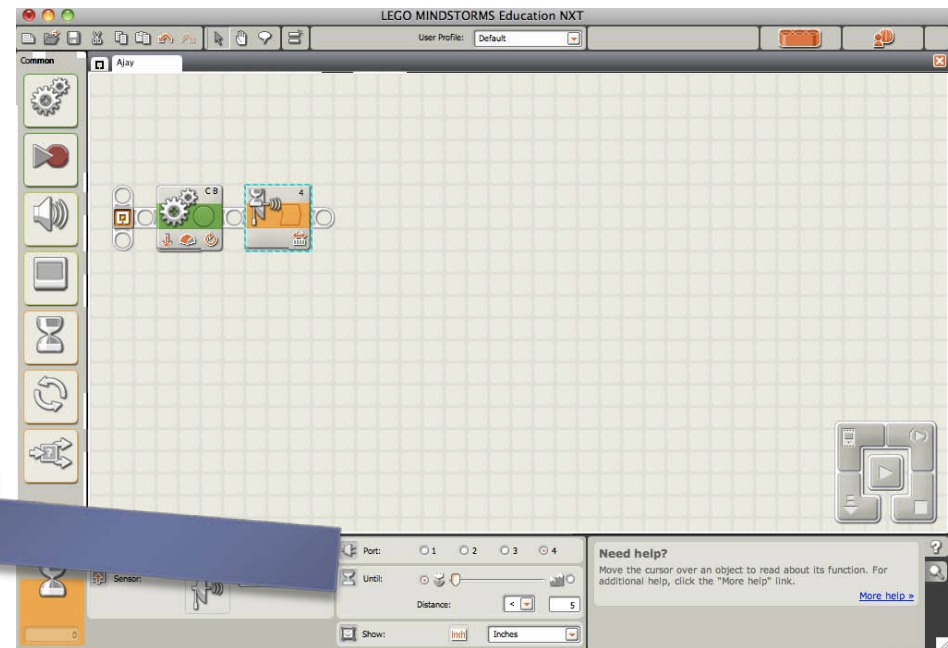 LEGO MINDSTORMS Education NXT
User Profile: Default
Common
Ajay
C B
4
Port: 1 2 3 4
Need help?
Move the cursor over an object to read about its function. For
additional help, click the "More help" link.
More help »
Sensor:
Until:
Distance: < 5
Show: Inch Inches
0